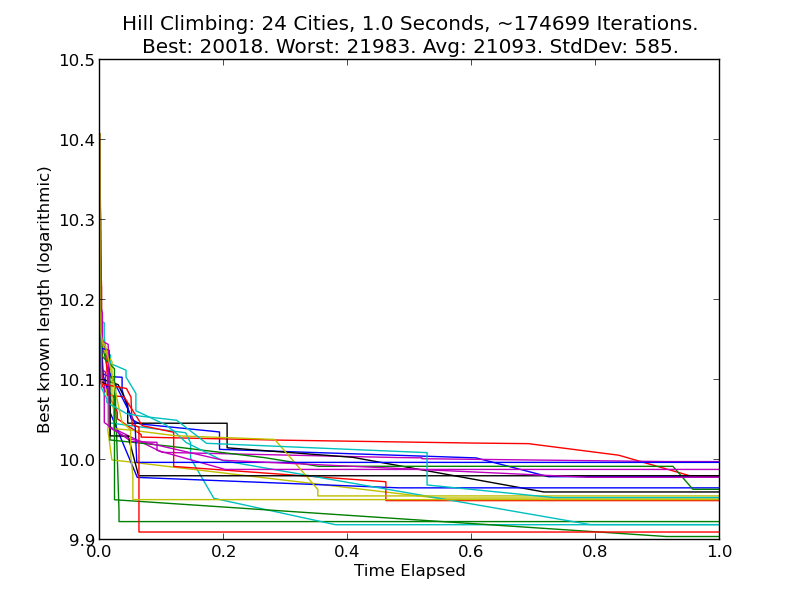 Hill Climbing: 24 Cities, 1.0 Seconds, ~174699 Iterations.
Best: 20018. Worst: 21983. Avg: 21093. StdDev: 585.
10.5
10.4
10.3
10.2
10.1
10.0
9.9
Best known length (logarithmic)
0.0 0.2 0.4 0.6 0.8 1.0
Time Elapsed